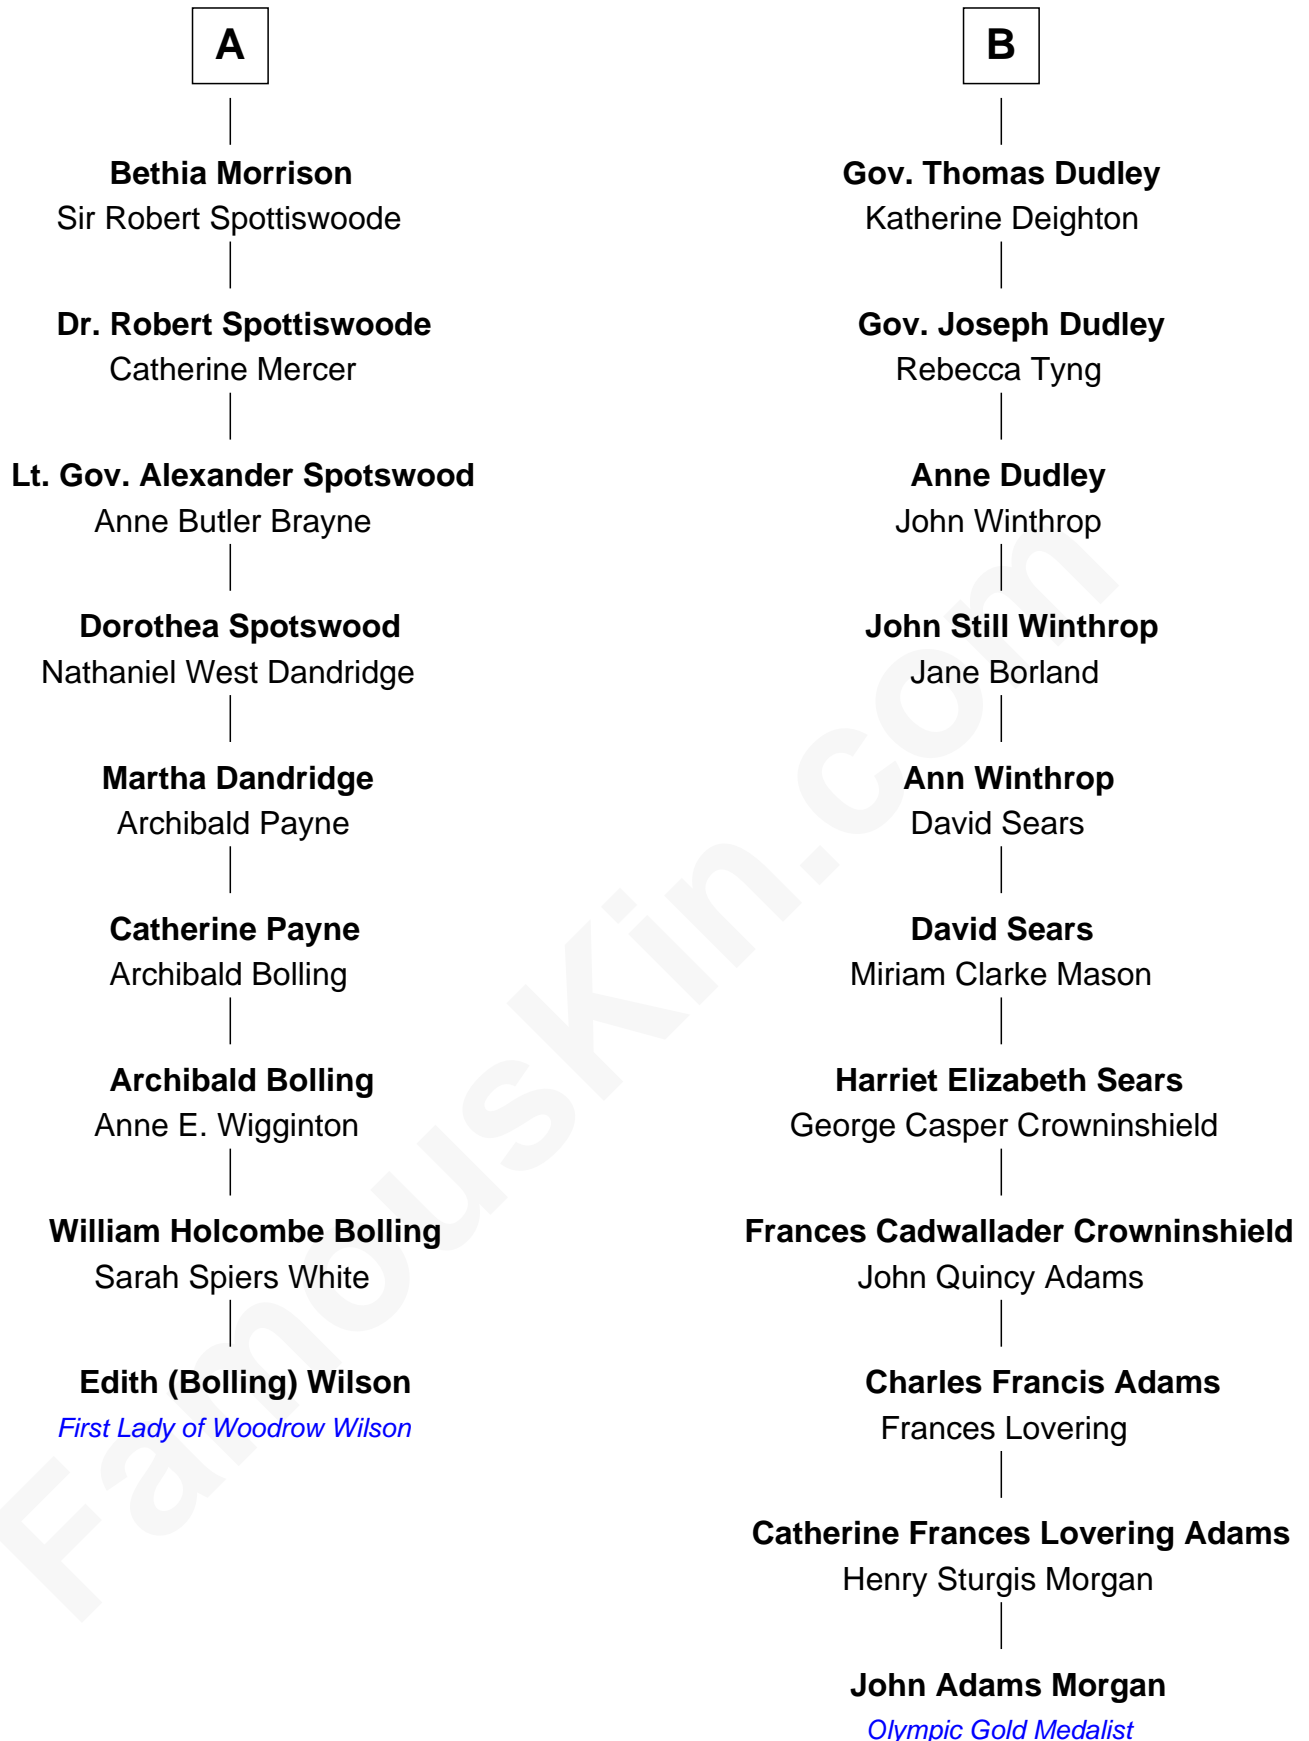 A
Bethia Morrison
Sir Robert Spottiswoode
Dr. Robert Spottiswoode
Catherine Mercer
Lt. Gov. Alexander Spotswood
Anne Butler Brayne
Dorothea Spotswood
Nathaniel West Dandridge
Martha Dandridge
Archibald Payne
Catherine Payne
Archibald Bolling
Archibald Bolling
Anne E. Wigginton
William Holcombe Bolling
Sarah Spiers White
Edith (Bolling) Wilson
First Lady of Woodrow Wilson
B
Gov. Thomas Dudley
Katherine Deighton
Gov. Joseph Dudley
Rebecca Tyng
Anne Dudley
John Winthrop
John Still Winthrop
Jane Borland
Ann Winthrop
David Sears
David Sears
Miriam Clarke Mason
Harriet Elizabeth Sears
George Casper Crowninshield
Frances Cadwallader Crowninshield
John Quincy Adams
Charles Francis Adams
Frances Lovering
Catherine Frances Lovering Adams
Henry Sturgis Morgan
John Adams Morgan
Olympic Gold Medalist
FamousKin.com